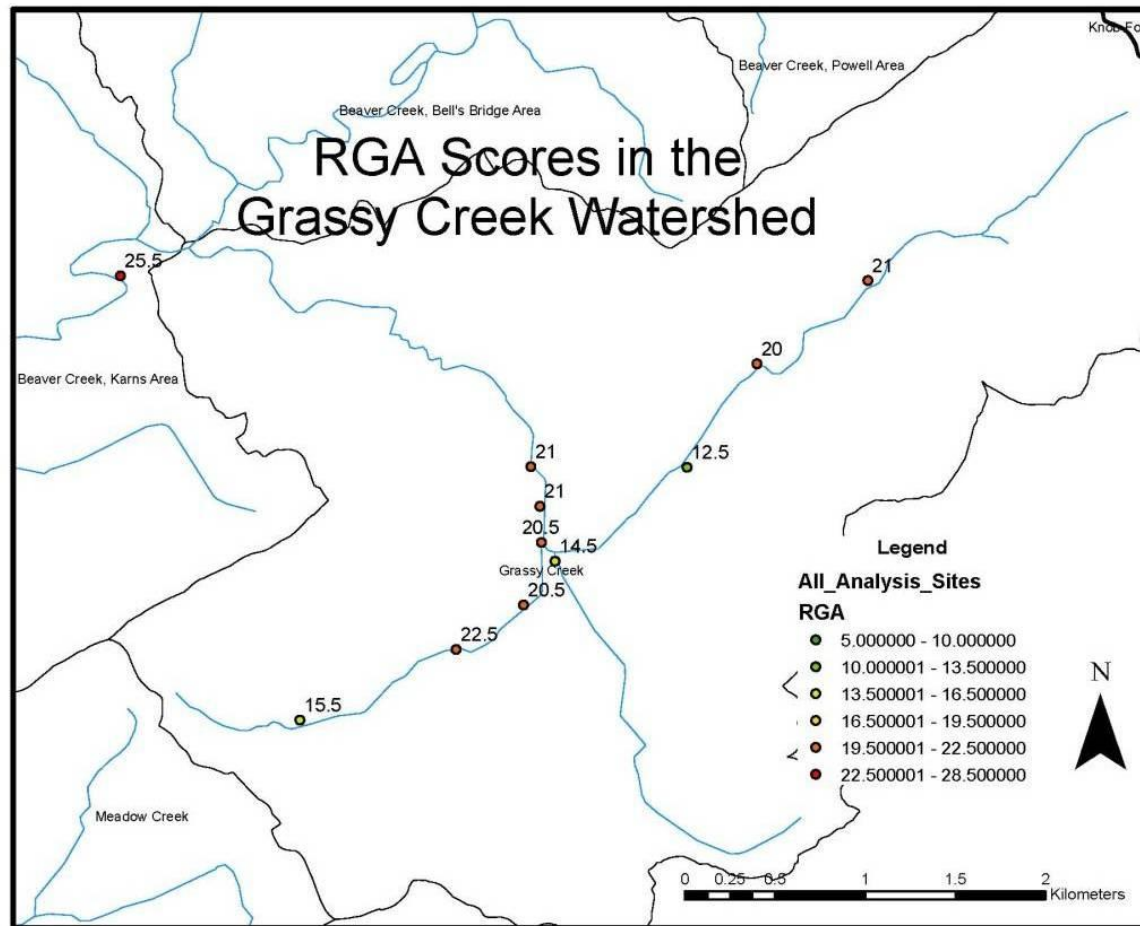 Knob Fo
Beaver Creek, Powell Area
Beaver Creek, Bell's Bridge Area
RGA Scores in the
Grassy Creek Watershed
25.5
21
20
Beaver Creek, Karns Area
21
12.5
21
20.5
14.5
Grassy Creek
20.5
22.5
15.5
Meadow Creek
Legend
All_Analysis_Sites
RGA
5.000000 - 10.000000
10.000001 - 13.500000
13.500001 - 16.500000
16.500001 - 19.500000
19.500001 - 22.500000
22.500001 - 28.500000
N
0 0.25 0.5 1 1.5 2
Kilometers